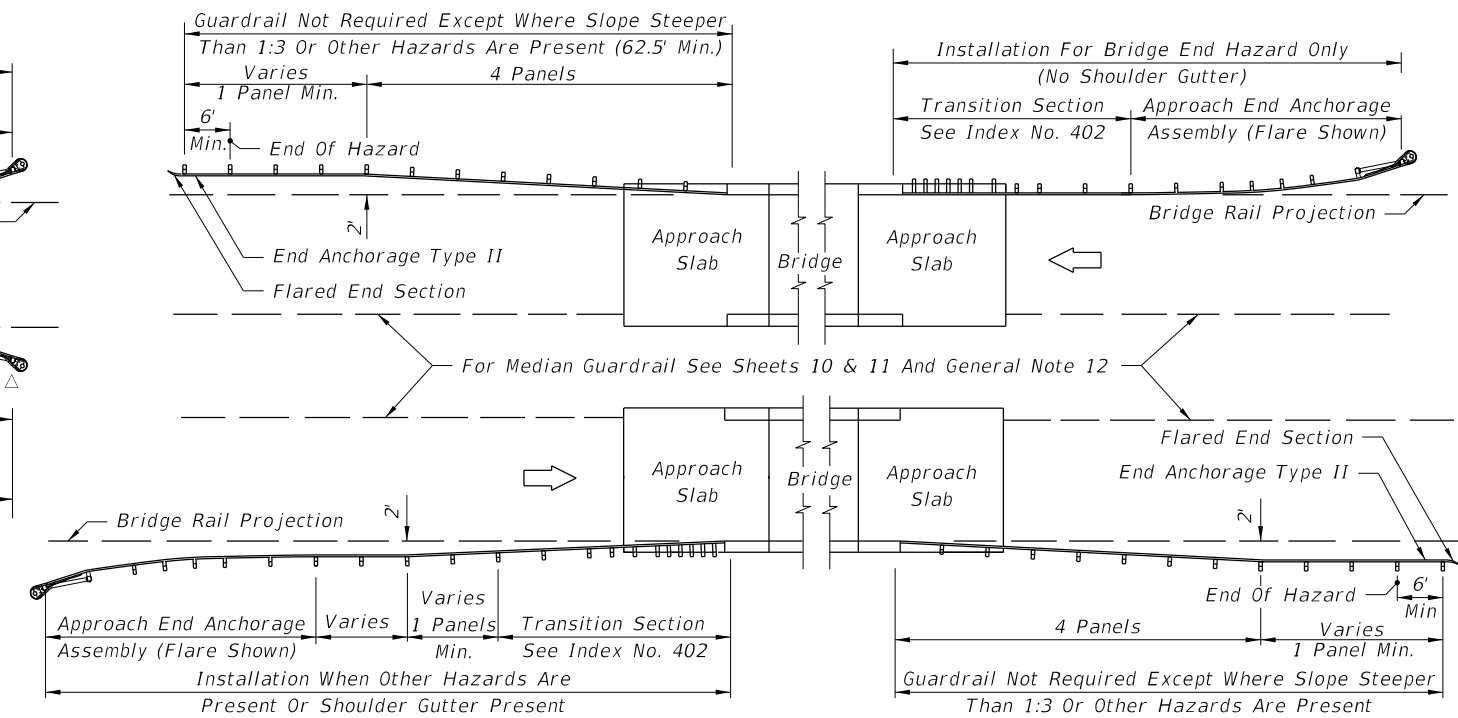 Guardrail Not Required Except Where Slope Steeper
Than 1:3 Or Other Hazards Are Present (62.5' Min.)
Varies
1 Panel Min.
4 Panels
6'
Min.
End Of Hazard
2'
End Anchorage Type II
Flared End Section
Installation For Bridge End Hazard Only
(No Shoulder Gutter)
Transition Section
See Index No. 402
Approach End Anchorage
Assembly (Flare Shown)
Bridge Rail Projection
Approach
Slab
Bridge
Approach
Slab
For Median Guardrail See Sheets 10 & 11 And General Note 12
Approach
Slab
Bridge
Approach
Slab
Flared End Section
End Anchorage Type II
2'
Bridge Rail Projection
2'
End Of Hazard
6'
Min
Approach End Anchorage
Assembly (Flare Shown)
Varies
Varies
1 Panels
Min.
Transition Section
See Index No. 402
Installation When Other Hazards Are
Present Or Shoulder Gutter Present
4 Panels
Varies
1 Panel Min.
Guardrail Not Required Except Where Slope Steeper
Than 1:3 Or Other Hazards Are Present